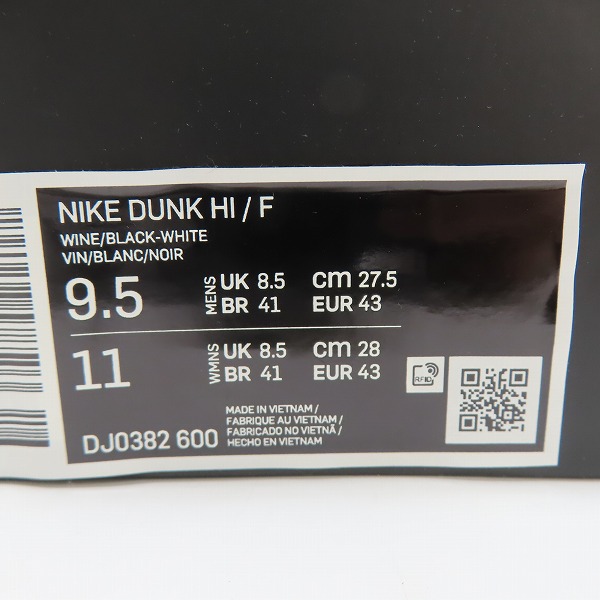 NIKE DUNK HI / F
WINE/BLACK-WHITE
VIN/BLANC/NOIR
9.5 MENS UK 8.5 cm 27.5
BR 41 EUR 43
11 WMNS UK 8.5 cm 28
BR 41 EUR 43
RFID
MADE IN VIETNAM /
FABRIQUE AU VIETNAM /
FABRICADO NO VIETNÃ /
HECHO EN VIETNAM
DJ0382 600